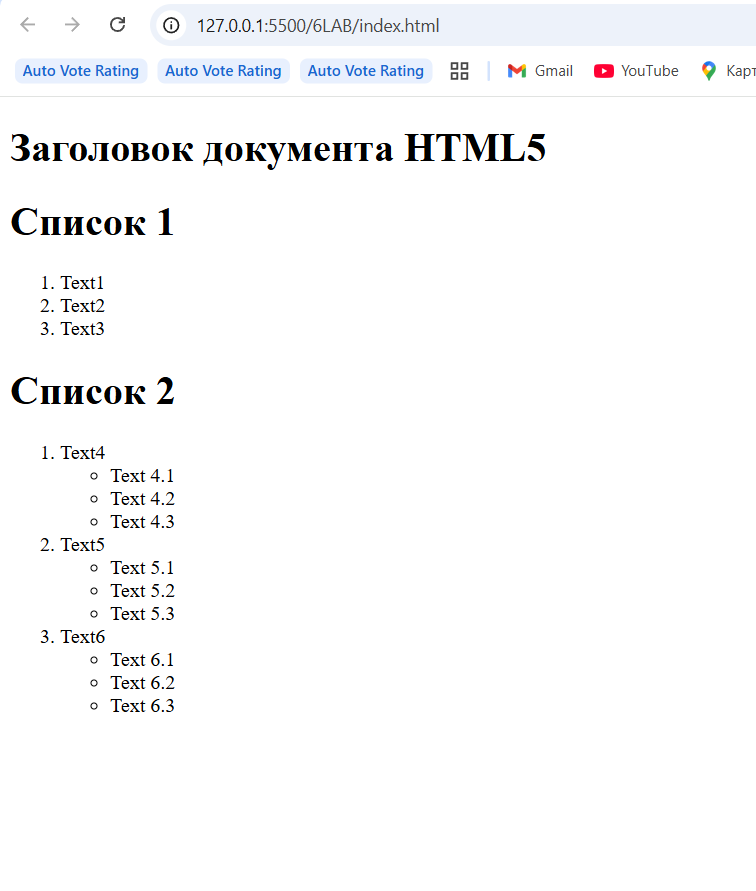 127.0.0.1:5500/6LAB/index.html
Auto Vote Rating Auto Vote Rating Auto Vote Rating Gmail YouTube
Заголовок документа HTML5
Список 1
1. Text1
2. Text2
3. Text3
Список 2
1. Text4
Text 4.1
Text 4.2
Text 4.3
2. Text5
Text 5.1
Text 5.2
Text 5.3
3. Text6
Text 6.1
Text 6.2
Text 6.3